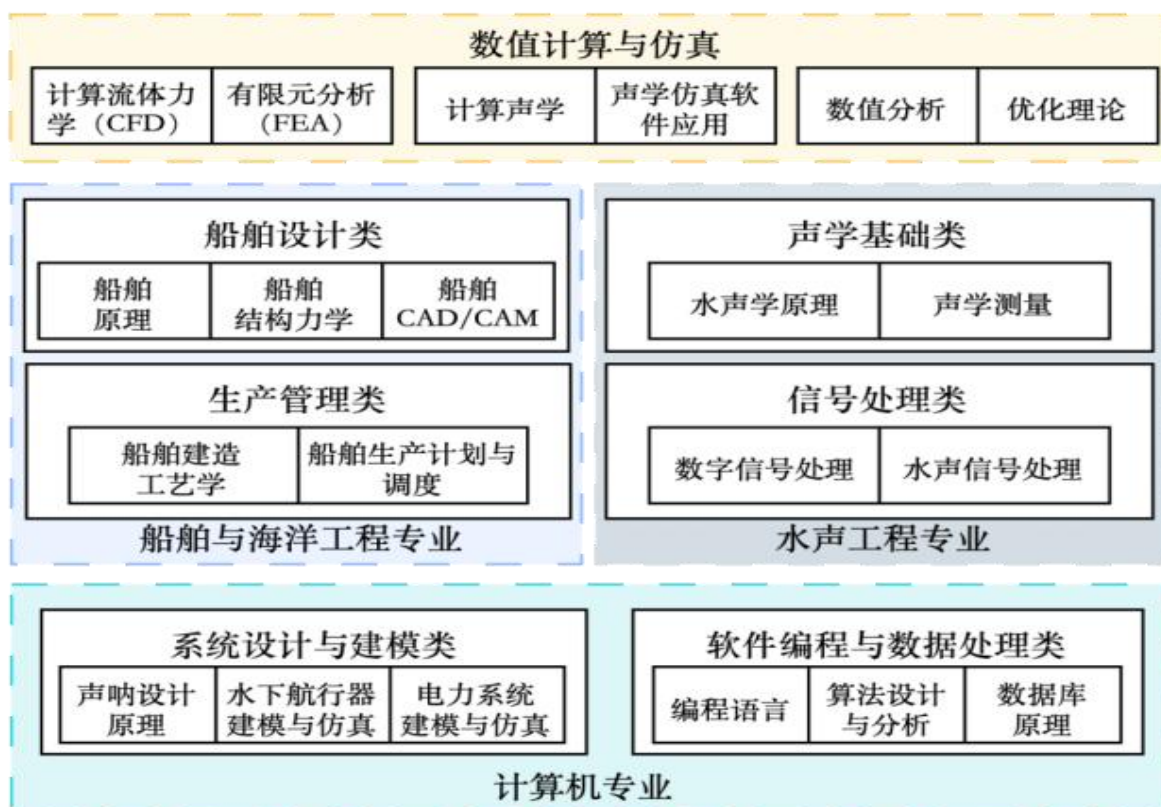 数值计算与仿真
计算流体力
学（CFD）
有限元分析
(FEA)
计算声学
声学仿真软
件应用
数值分析
优化理论
船舶设计类
船舶
原理
船舶
结构力学
船舶
CAD/CAM
生产管理类
船舶建造
工艺学
船舶生产计划与
调度
船舶与海洋工程专业
声学基础类
水声学原理
声学测量
信号处理类
数字信号处理
水声信号处理
水声工程专业
系统设计与建模类
声呐设计
原理
水下航行器
建模与仿真
电力系统
建模与仿真
软件编程与数据处理类
编程语言
算法设计
与分析
数据库
原理
计算机专业